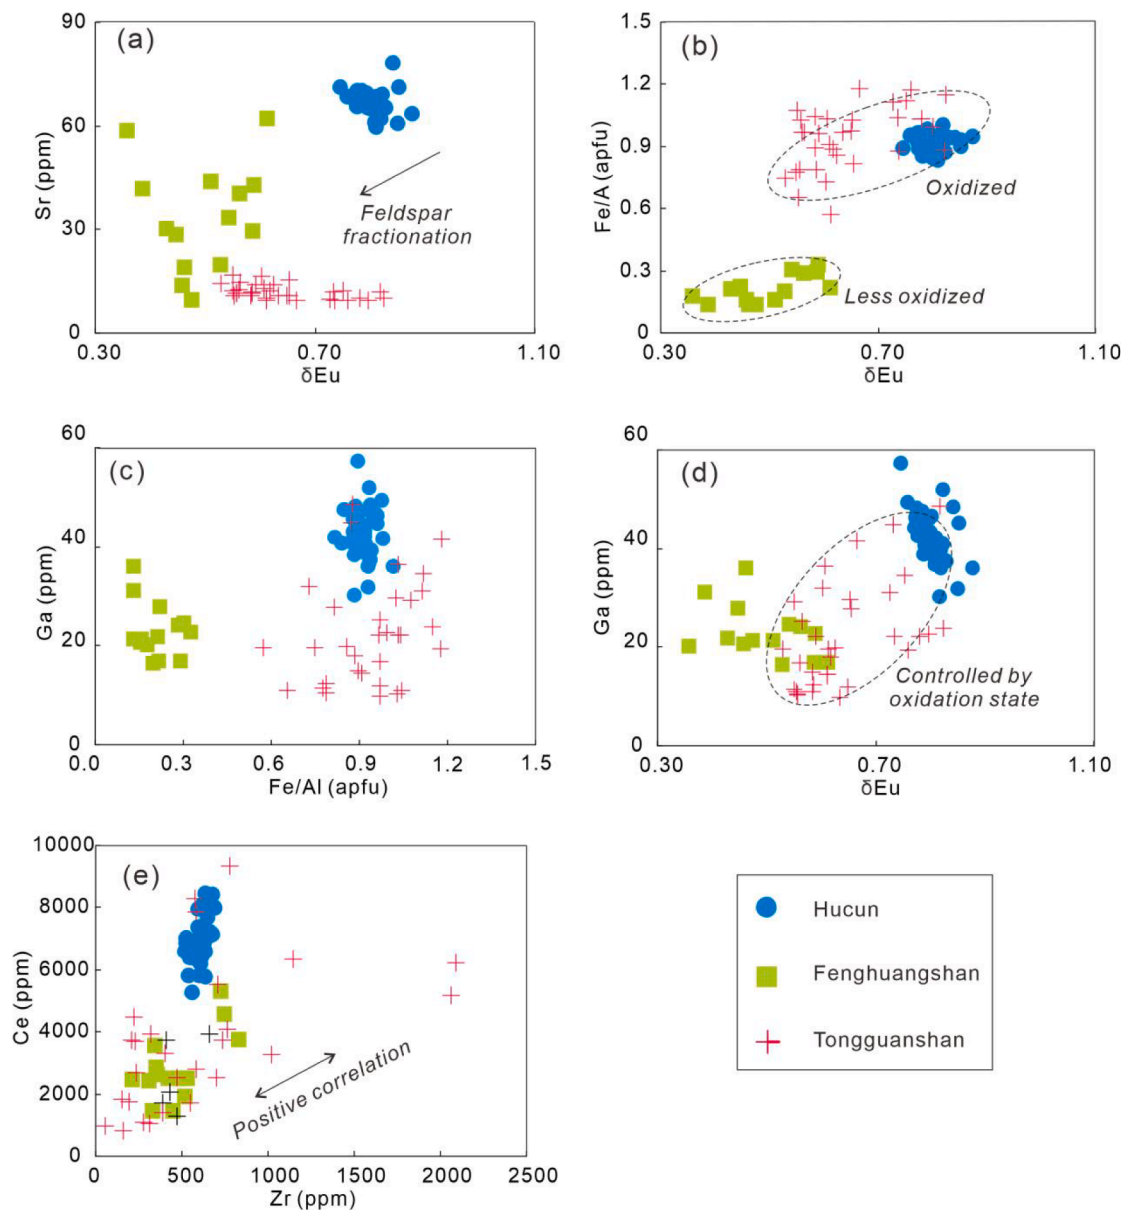 (a)
90
60
30
0
Sr (ppm)
Feldspar
fractionation
0.30
0.70
1.10
δEu
(b)
1.5
1.2
0.9
0.6
0.3
0
Fe/A (apfu)
Oxidized
Less oxidized
0.30
0.70
1.10
δEu
(c)
60
40
20
0
Ga (ppm)
0.0
0.3
0.6
0.9
1.2
1.5
Fe/Al (apfu)
(d)
60
40
20
0
Ga (ppm)
Controlled by
oxidation state
0.30
0.70
1.10
δEu
(e)
10000
8000
6000
4000
2000
0
Ce (ppm)
Positive correlation
0
500
1000
1500
2000
2500
Zr (ppm)
Hucun
Fenghuangshan
Tongguanshan